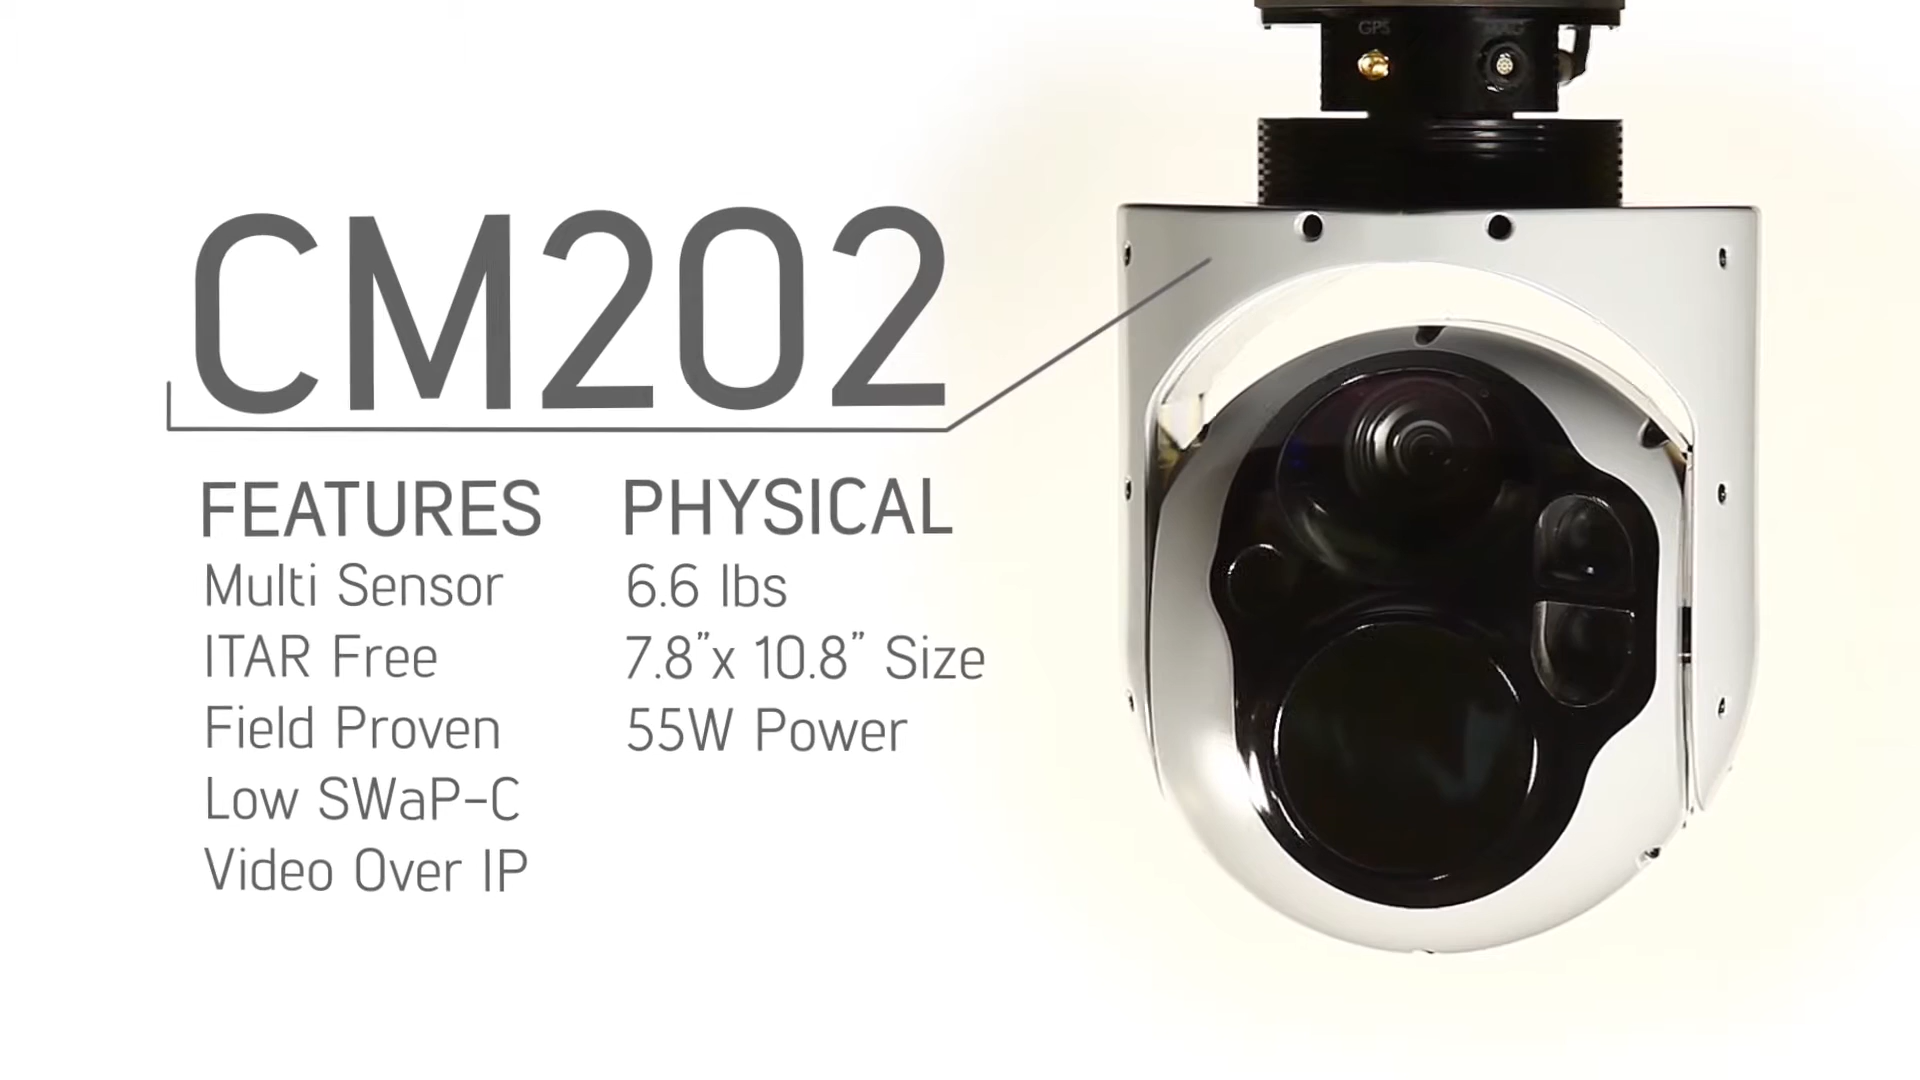 GPS
CM202
FEATURES
Multi Sensor
ITAR Free
Field Proven
Low SWaP-C
Video Over IP
PHYSICAL
6.6 lbs
7.8”x 10.8” Size
55W Power